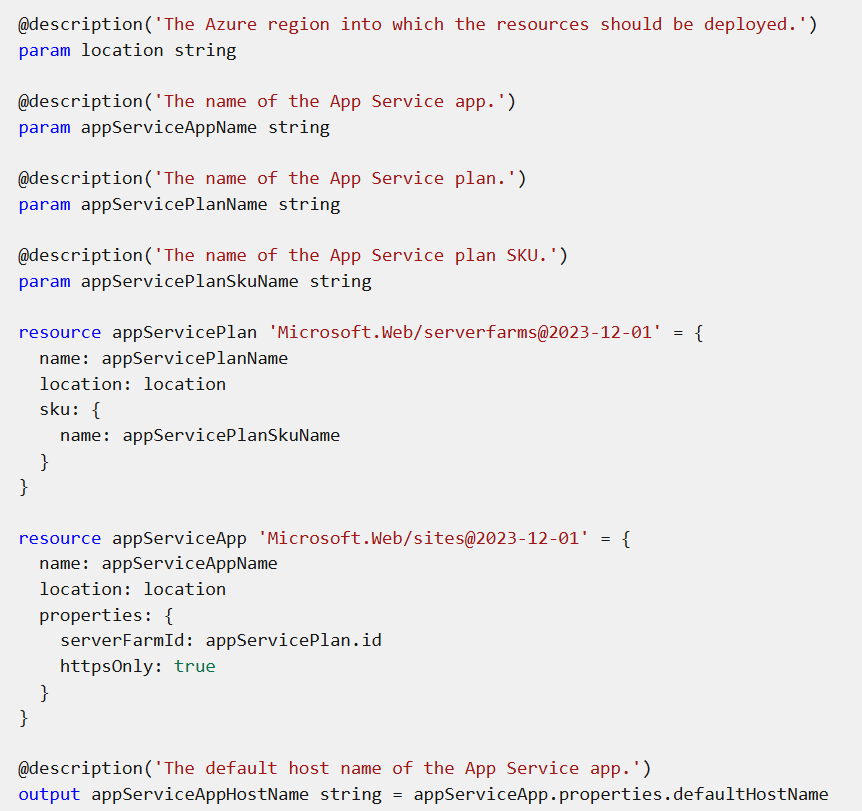 @description('The Azure region into which the resources should be deployed.')
param location string

@description('The name of the App Service app.')
param appServiceAppName string

@description('The name of the App Service plan.')
param appServicePlanName string

@description('The name of the App Service plan SKU.')
param appServicePlanSkuName string

resource appServicePlan 'Microsoft.Web/serverfarms@2023-12-01' = {
  name: appServicePlanName
  location: location
  sku: {
    name: appServicePlanSkuName
  }
}

resource appServiceApp 'Microsoft.Web/sites@2023-12-01' = {
  name: appServiceAppName
  location: location
  properties: {
    serverFarmId: appServicePlan.id
    httpsOnly: true
  }
}

@description('The default host name of the App Service app.')
output appServiceAppHostName string = appServiceApp.properties.defaultHostName